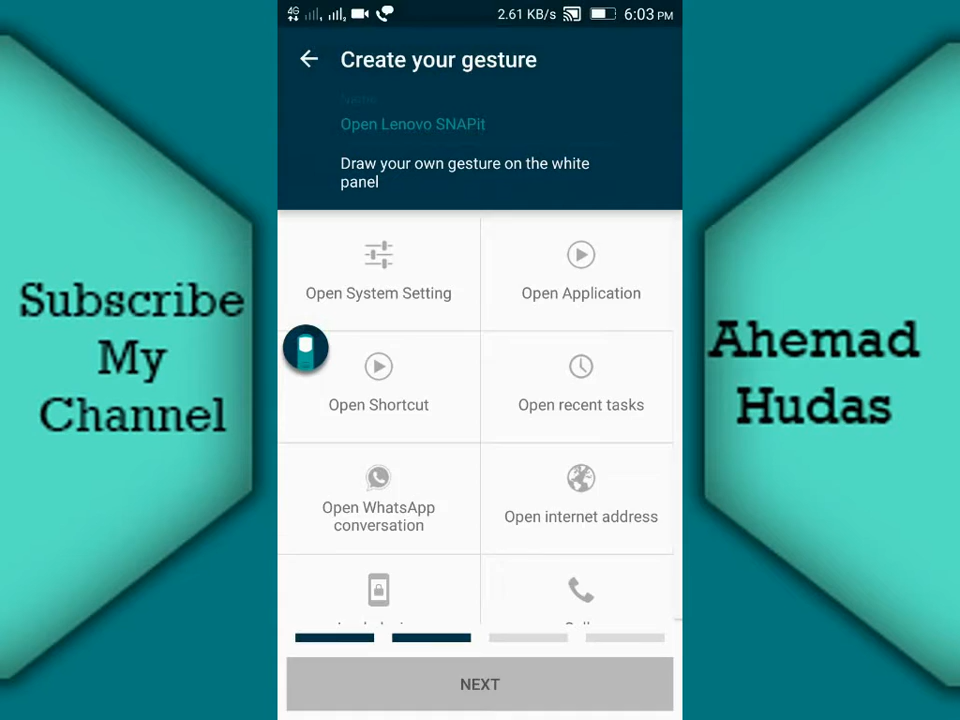 4G 2.61 KB/s 6:03 PM
Create your gesture
Name
Open Lenovo SNAPit
Draw your own gesture on the white
panel
Open System Setting
Open Application
Open Shortcut
Open recent tasks
Open WhatsApp
conversation
Open internet address
NEXT
Subscribe
My
Channel
Ahemad
Hudas